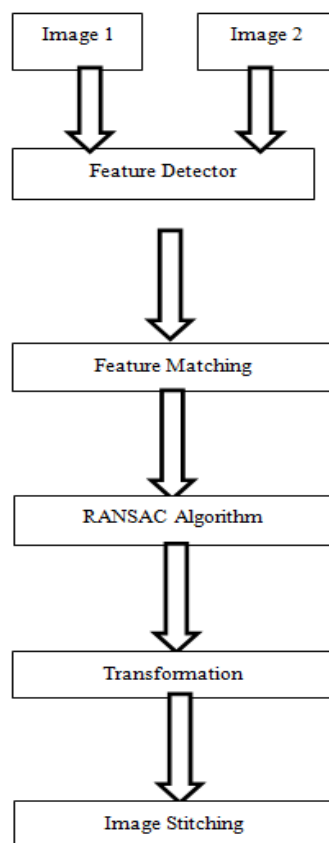 Image 1
Image 2
Feature Detector
Feature Matching
RANSAC Algorithm
Transformation
Image Stitching